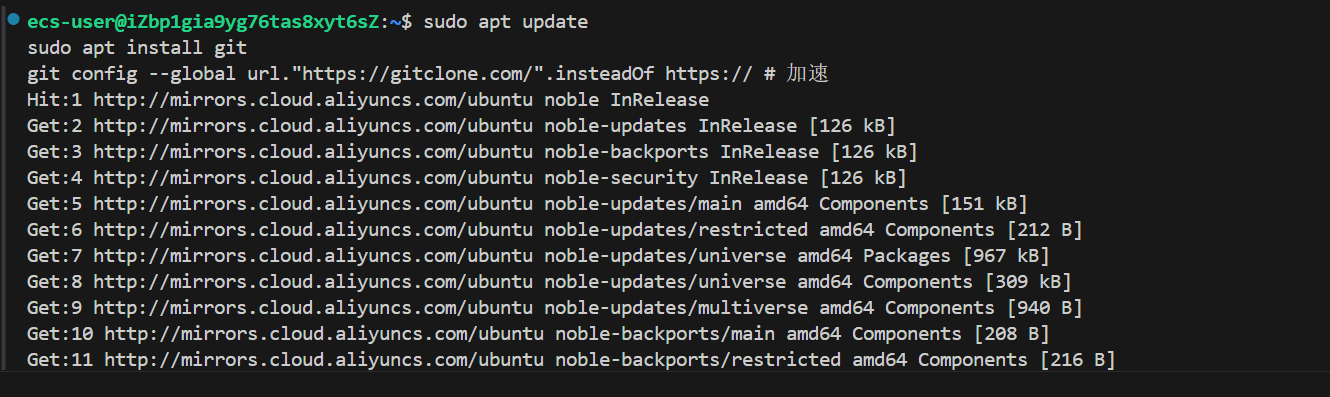 ecs-user@iZbp1gia9yg76tas8xyt6sZ:~$ sudo apt update
sudo apt install git
git config --global url."https://gitclone.com/".insteadOf https:// # 加速
Hit:1 http://mirrors.cloud.aliyuncs.com/ubuntu noble InRelease
Get:2 http://mirrors.cloud.aliyuncs.com/ubuntu noble-updates InRelease [126 kB]
Get:3 http://mirrors.cloud.aliyuncs.com/ubuntu noble-backports InRelease [126 kB]
Get:4 http://mirrors.cloud.aliyuncs.com/ubuntu noble-security InRelease [126 kB]
Get:5 http://mirrors.cloud.aliyuncs.com/ubuntu noble-updates/main amd64 Components [151 kB]
Get:6 http://mirrors.cloud.aliyuncs.com/ubuntu noble-updates/restricted amd64 Components [212 B]
Get:7 http://mirrors.cloud.aliyuncs.com/ubuntu noble-updates/universe amd64 Packages [967 kB]
Get:8 http://mirrors.cloud.aliyuncs.com/ubuntu noble-updates/universe amd64 Components [309 kB]
Get:9 http://mirrors.cloud.aliyuncs.com/ubuntu noble-updates/multiverse amd64 Components [940 B]
Get:10 http://mirrors.cloud.aliyuncs.com/ubuntu noble-backports/main amd64 Components [208 B]
Get:11 http://mirrors.cloud.aliyuncs.com/ubuntu noble-backports/restricted amd64 Components [216 B]